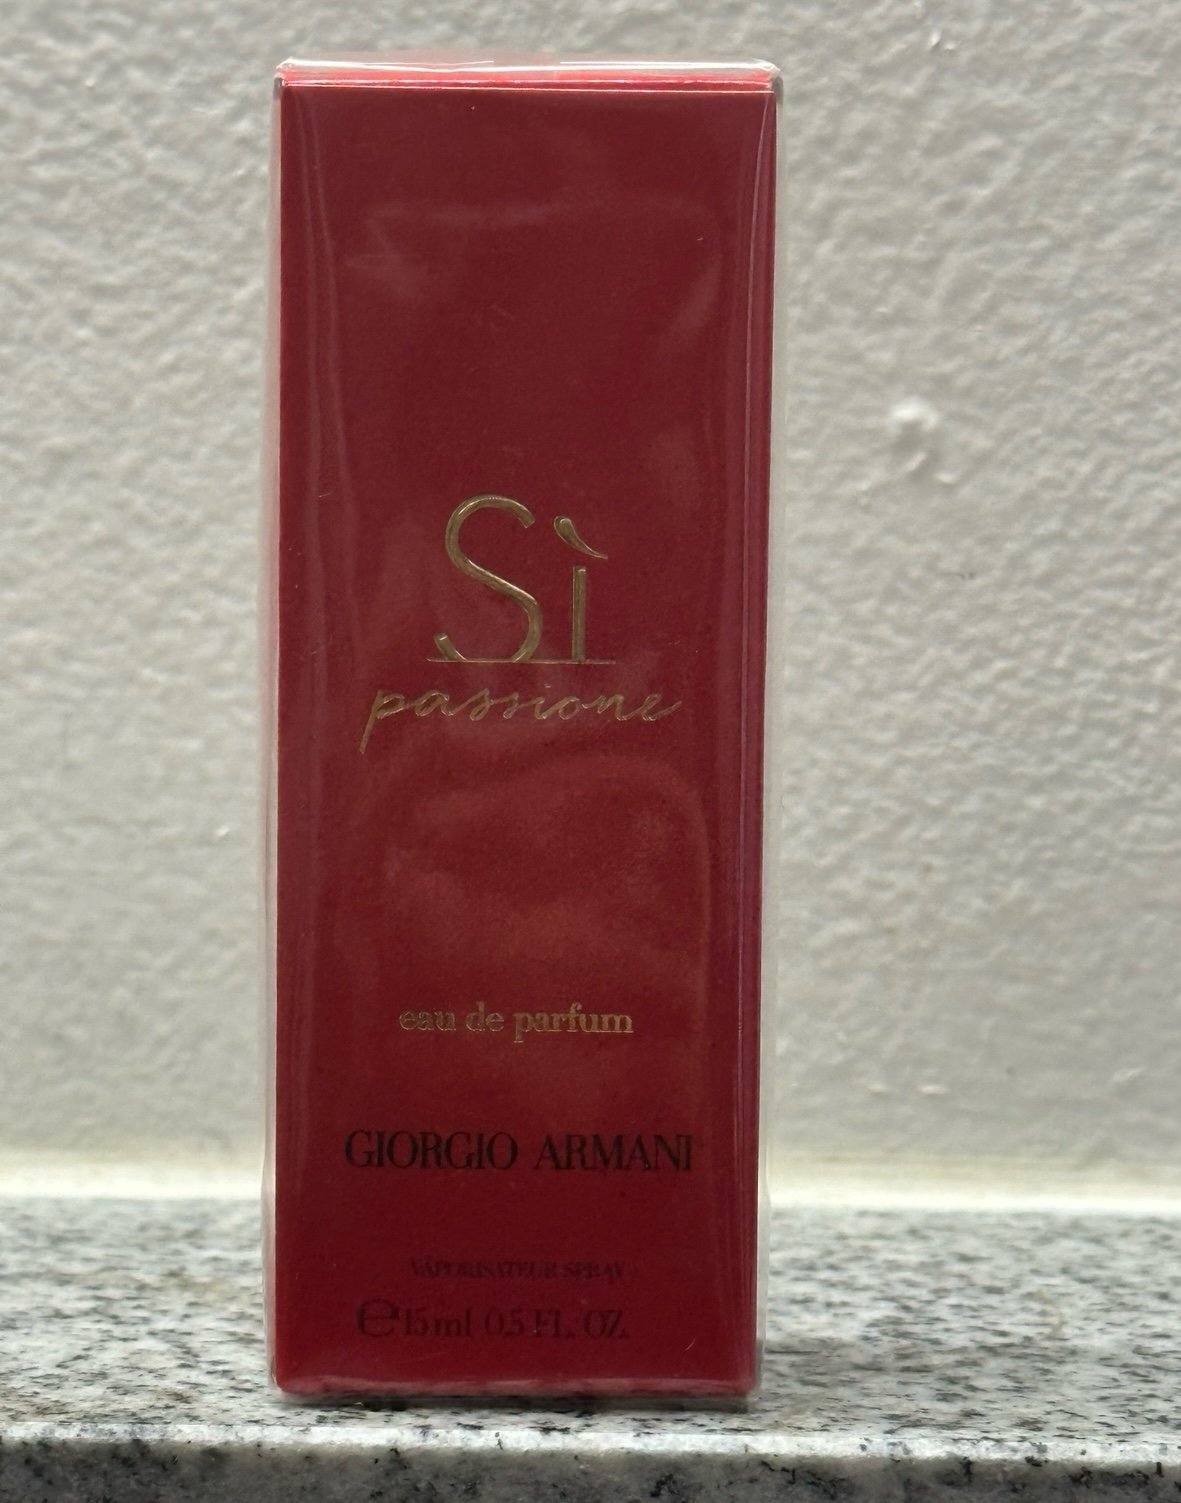 Sì
passione
eau de parfum
GIORGIO ARMANI
VAPORISATEUR SPRAY
℮ 15 ml 0.5 FL. OZ.